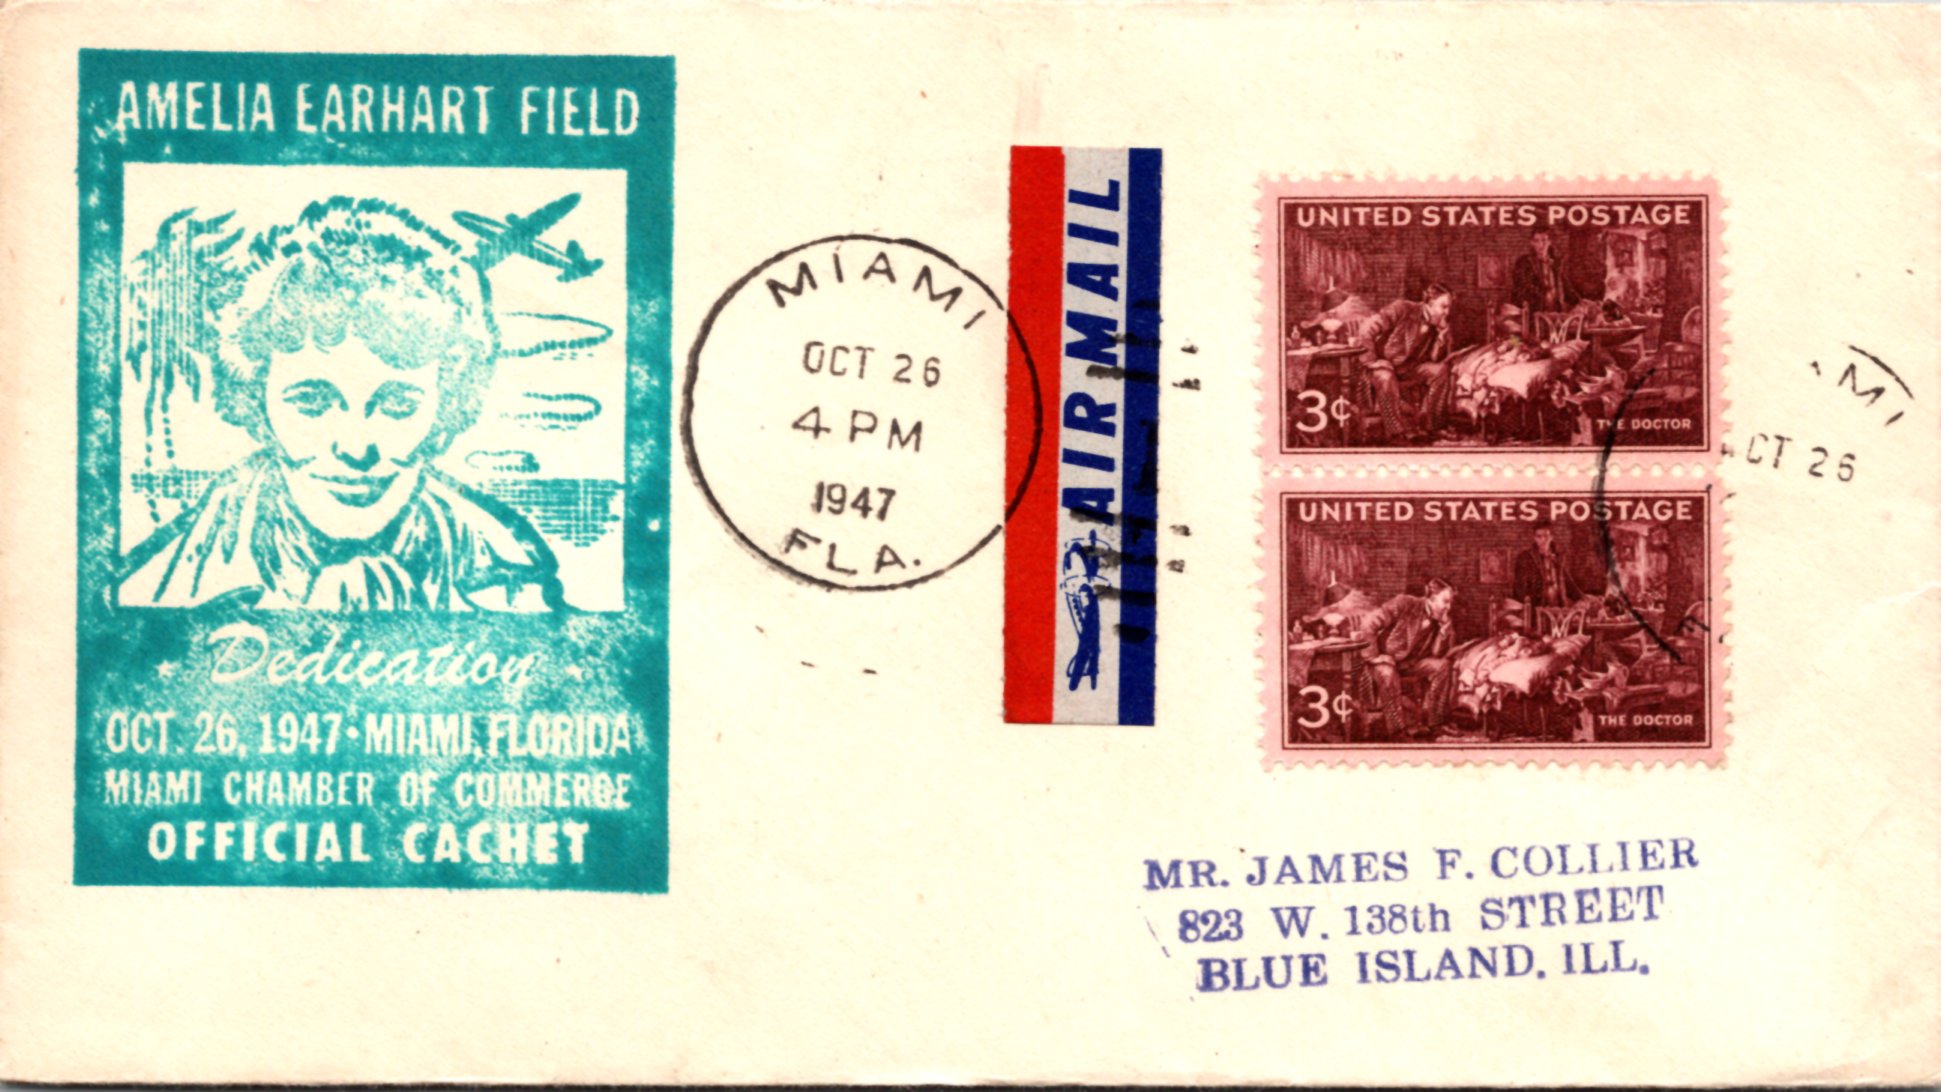 AMELIA EARHART FIELD
Dedication
OCT. 26, 1947 • MIAMI, FLORIDA
MIAMI CHAMBER OF COMMERCE
OFFICIAL CACHET
MIAMI
OCT 26
4 PM
1947
FLA.
AIR MAIL
UNITED STATES POSTAGE
3¢
THE DOCTOR
UNITED STATES POSTAGE
3¢
THE DOCTOR
MI
CT 26
MR. JAMES F. COLLIER
823 W. 138th STREET
BLUE ISLAND. ILL.